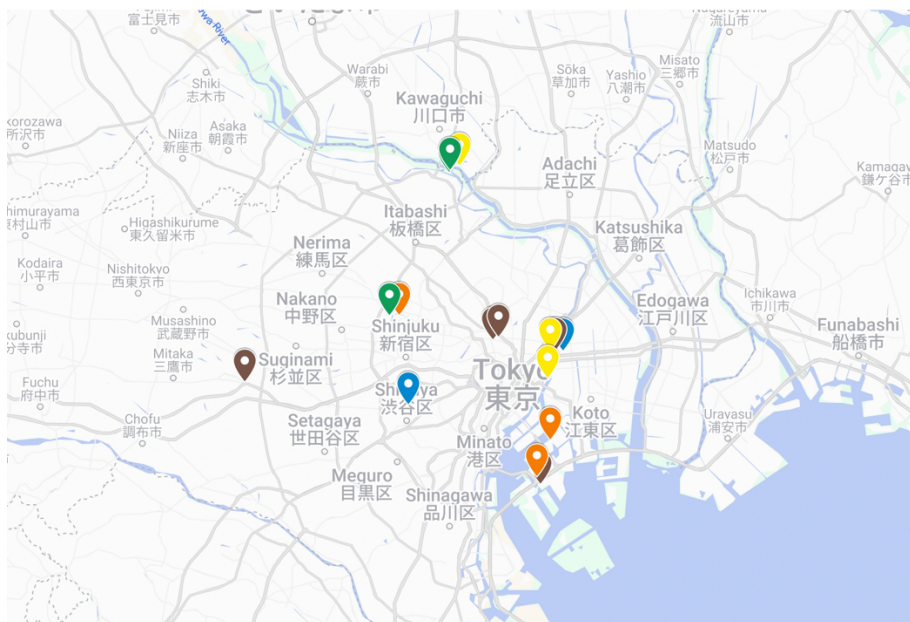 富士見市
流山市
Warabi
蕨市
Sōka
草加市
Yashio
八潮市
Misato
三郷市
Shiki
志木市
Kawaguchi
川口市
Niiza
新座市
Asaka
朝霞市
Matsudo
松戸市
所沢市
Adachi
足立区
Kamaga
鎌ケ谷市
Itabashi
板橋区
Higashikurume
東久留米市
Katsushika
葛飾区
Nerima
練馬区
Kodaira
小平市
Nishitokyo
西東京市
Nakano
中野区
Edogawa
江戸川区
Ichikawa
市川市
Musashino
武蔵野市
Shinjuku
新宿区
Funabashi
船橋市
Mitaka
三鷹市
Suginami
杉並区
Tokyo
東京
Fuchu
府中市
渋谷区
Koto
江東区
Urayasu
浦安市
Chofu
調布市
Setagaya
世田谷区
Minato
港区
Meguro
目黒区
Shinagawa
品川区